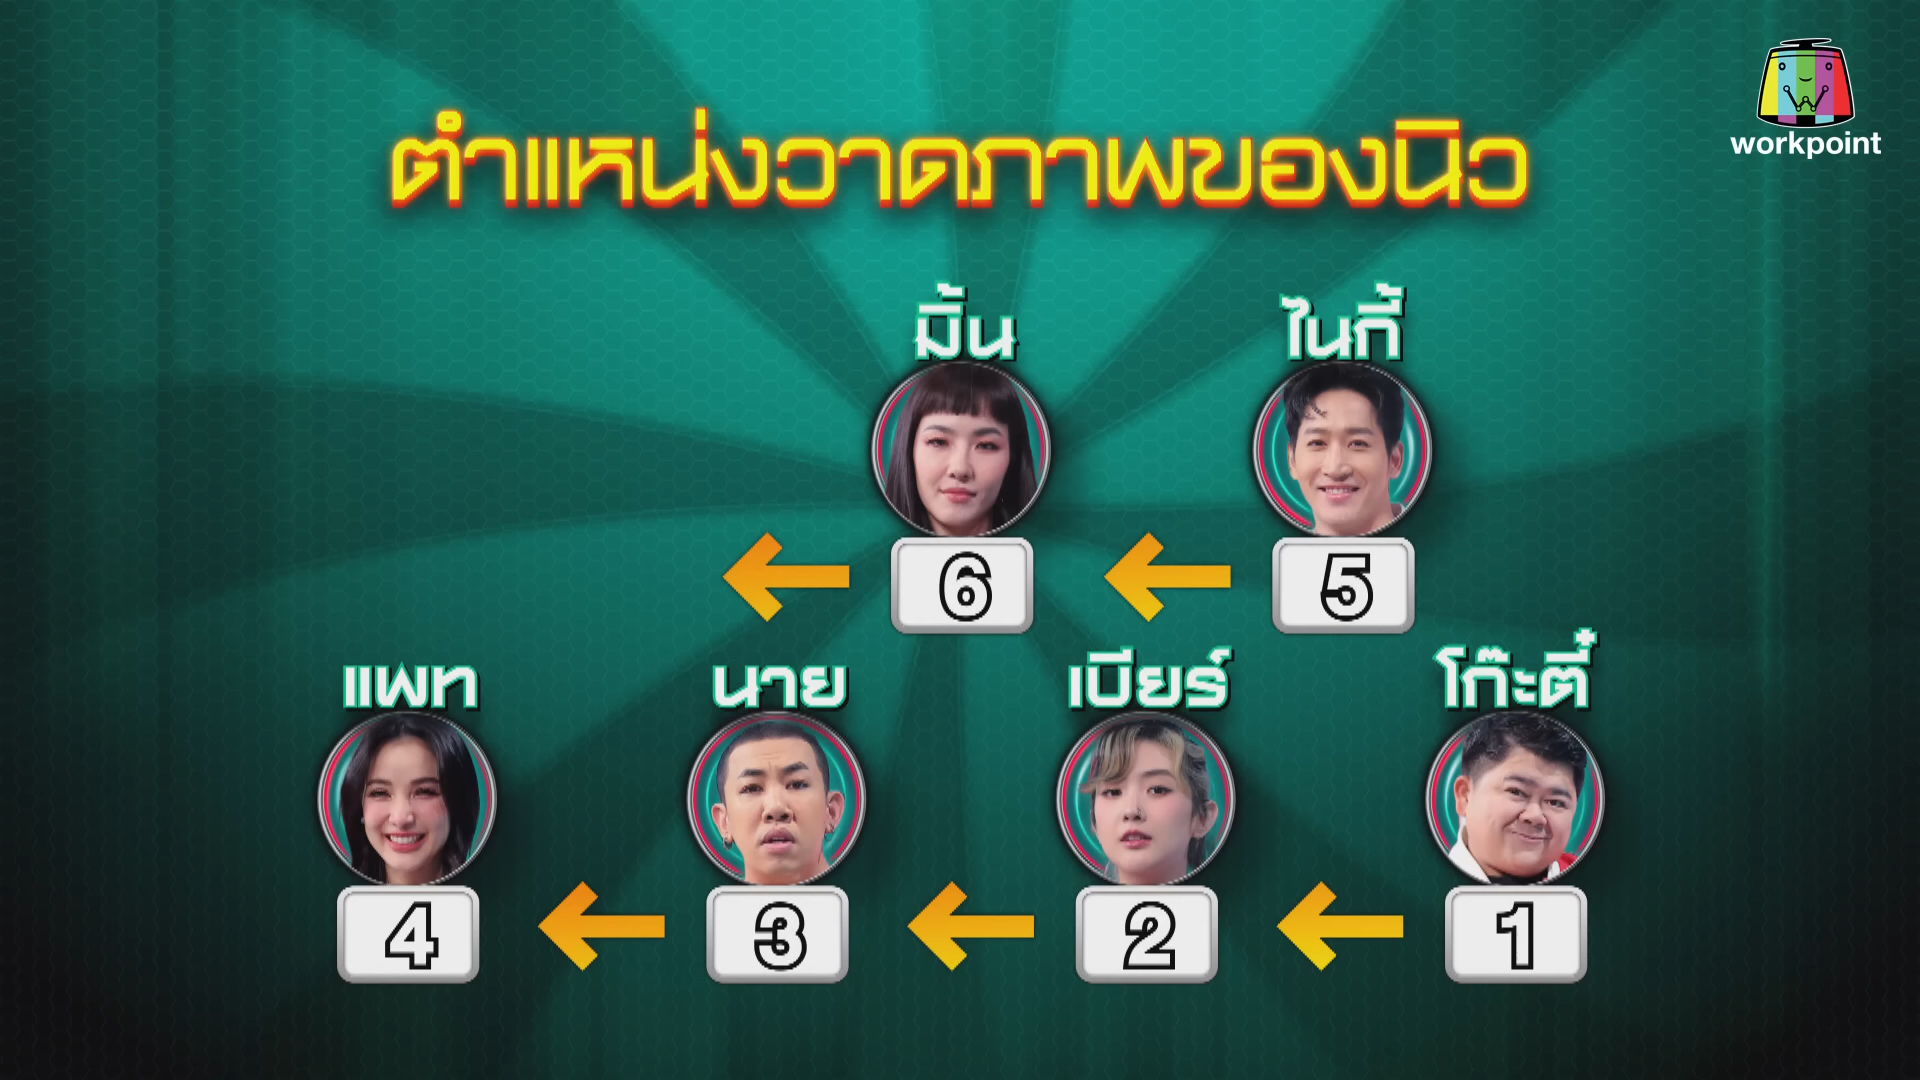 workpoint
ตำแหน่งวาดภาพของนิว
มิ้น
ไนกี้
6
5
แพท
นาย
เบียร์
โก๊ะตี๋
4
3
2
1